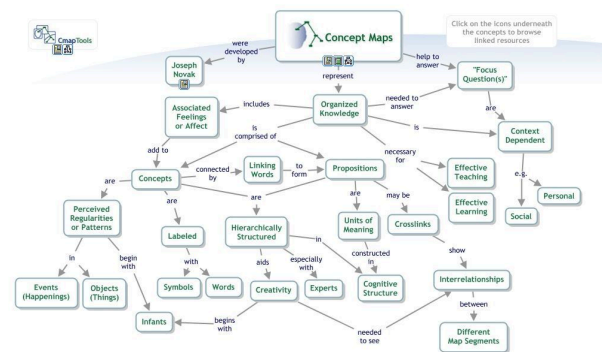 CmapTools
Concept Maps
Click on the icons underneath
the concepts to browse
linked resources
were
developed
by
help to
answer
Joseph
Novak
represent
"Focus
Question(s)"
Associated
Feelings
or Affect
includes
Organized
Knowledge
needed to
answer
are
is
Context
Dependent
add to
Is
comprised of
necessary
for
Concepts
connected
by
Linking
Words
to
form
Propositions
Effective
Teaching
e.g.
Personal
Social
are
are
are
are
may be
Effective
Learning
Perceived
Regularities
or Patterns
Labeled
Hierarchically
Structured
Units of
Meaning
Crosslinks
in
begin
with
with
aids
especially
with
in
constructed
in
show
Events
(Happenings)
Objects
(Things)
Symbols
Words
Creativity
Experts
Cognitive
Structure
Interrelationships
Infants
begins
with
needed
to see
between
Different
Map Segments